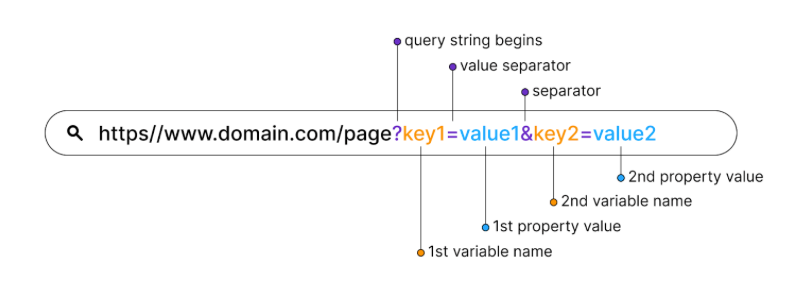 query string begins
value separator
separator
https//www.domain.com/page?key1=value1&key2=value2
2nd property value
2nd variable name
1st property value
1st variable name